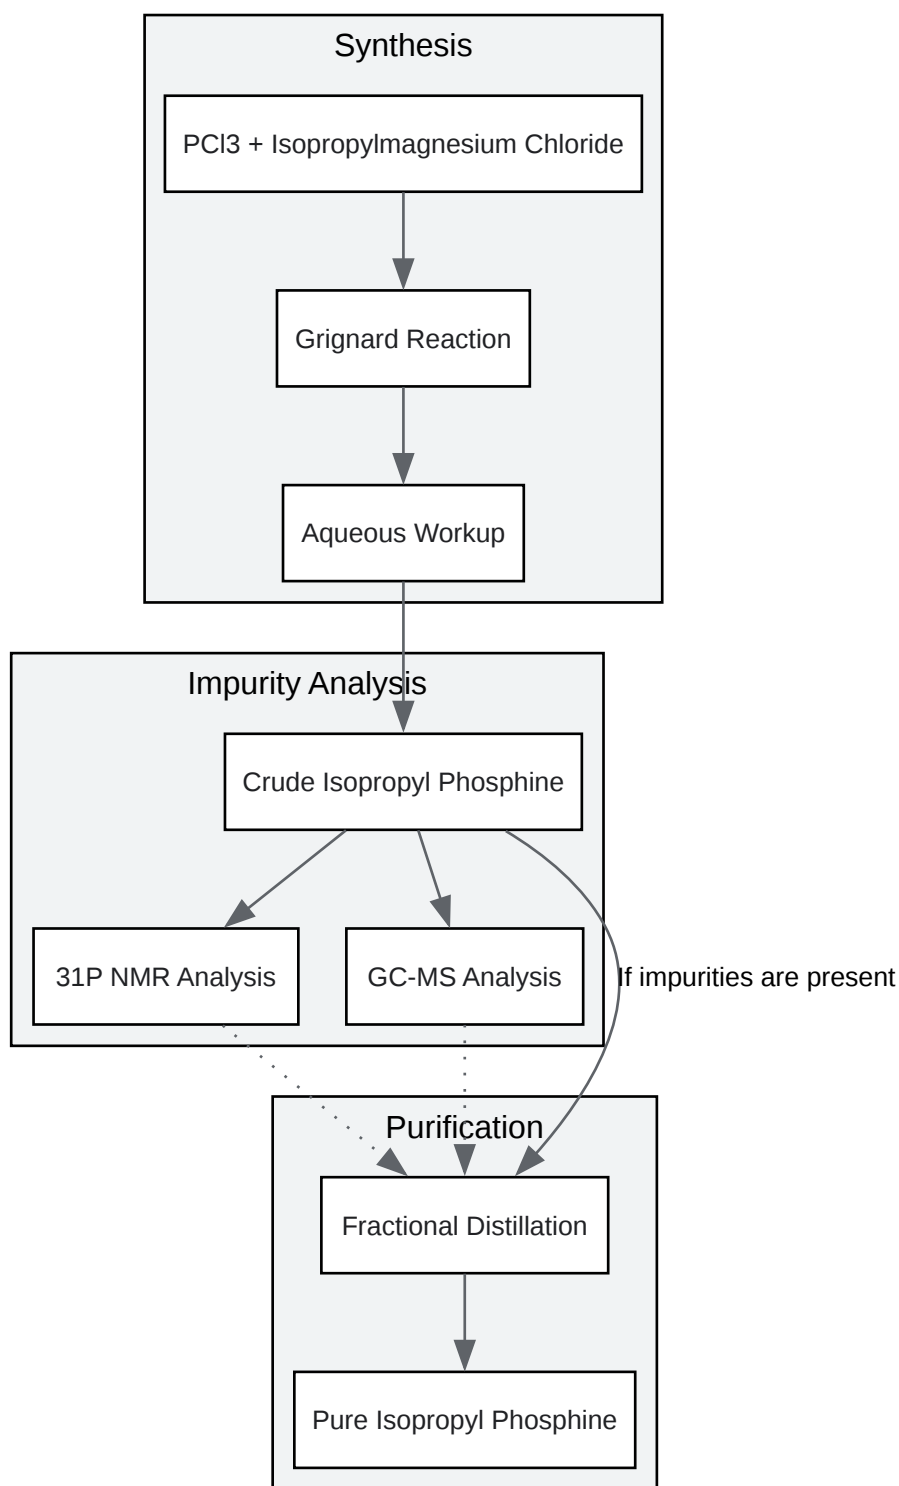 Synthesis
PCl3 + Isopropylmagnesium Chloride
Grignard Reaction
Aqueous Workup
Impurity Analysis
Crude Isopropyl Phosphine
31P NMR Analysis
GC-MS Analysis
If impurities are present
Purification
Fractional Distillation
Pure Isopropyl Phosphine